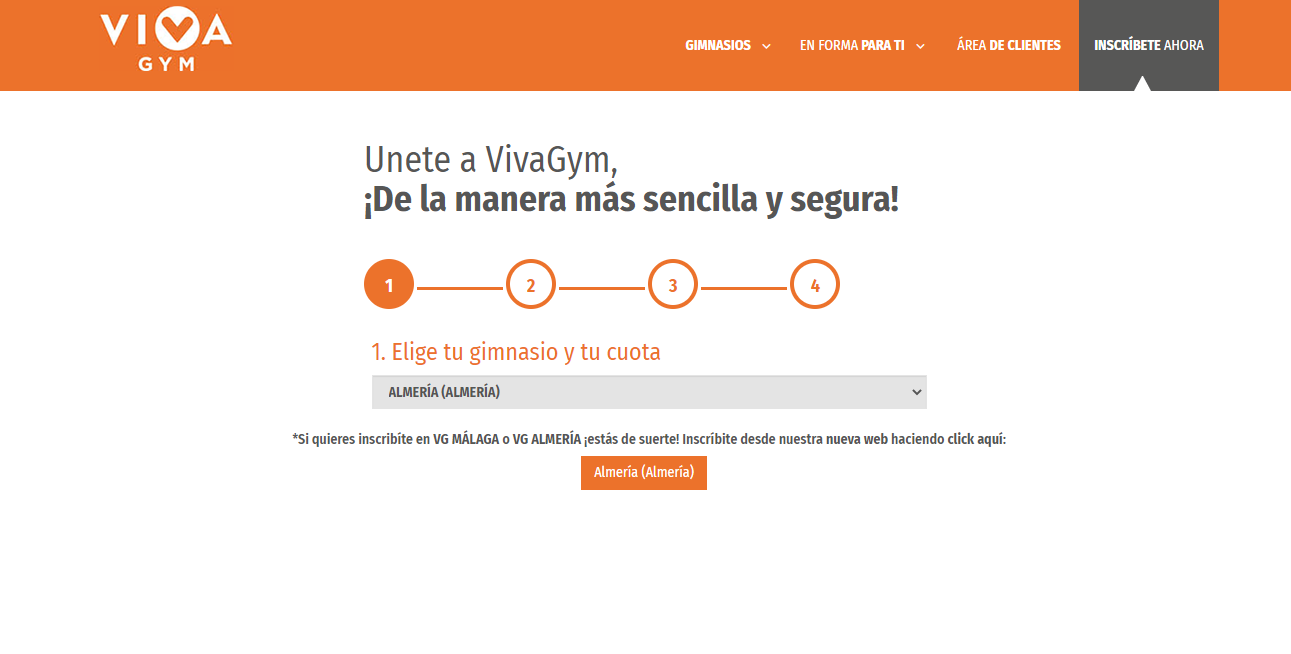 VIVA
GYM
GIMNASIOS
EN FORMA PARA TI
ÁREA DE CLIENTES
INSCRÍBETE AHORA
Unete a VivaGym,
¡De la manera más sencilla y segura!
1
2
3
4
1. Elige tu gimnasio y tu cuota
ALMERÍA (ALMERÍA)
*Si quieres inscribíte en VG MÁLAGA o VG ALMERÍA ¡estás de suerte! Inscríbite desde nuestra nueva web haciendo click aquí:
Almería (Almería)